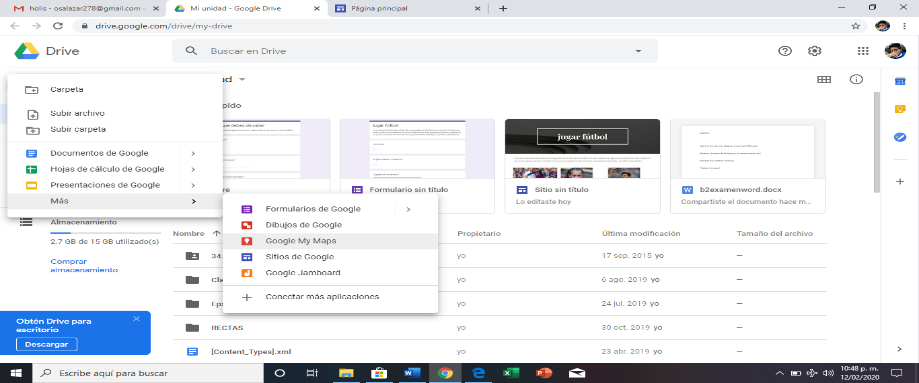 holis - osalazar278@gmail.com -
Mi unidad - Google Drive
Página principal
drive.google.com/drive/my-drive
Drive
Buscar en Drive
Carpeta
Subir archivo
Subir carpeta
Documentos de Google
Hojas de cálculo de Google
Presentaciones de Google
Más
Formularios de Google
Dibujos de Google
Google My Maps
Sitios de Google
Google Jamboard
Conectar más aplicaciones
jugar fútbol
jugar fútbol
Formulario sin título
Sitio sin título
Lo editaste hoy
b2examenword.docx
Compartiste el documento hace m...
Almacenamiento
2.7 GB de 15 GB utilizado(s)
Comprar
almacenamiento
Nombre
Propietario
Última modificación
Tamaño del archivo
34.
yo
17 sep. 2015 yo
—
Cla
yo
6 ago. 2019 yo
—
yo
24 jul. 2019 yo
—
RECTAS
yo
30 oct. 2019 yo
—
[Content_Types].xml
yo
23 abr. 2019 yo
—
Obtén Drive para
escritorio
Descargar
Escribe aquí para buscar
10:48 p. m.
12/02/2020